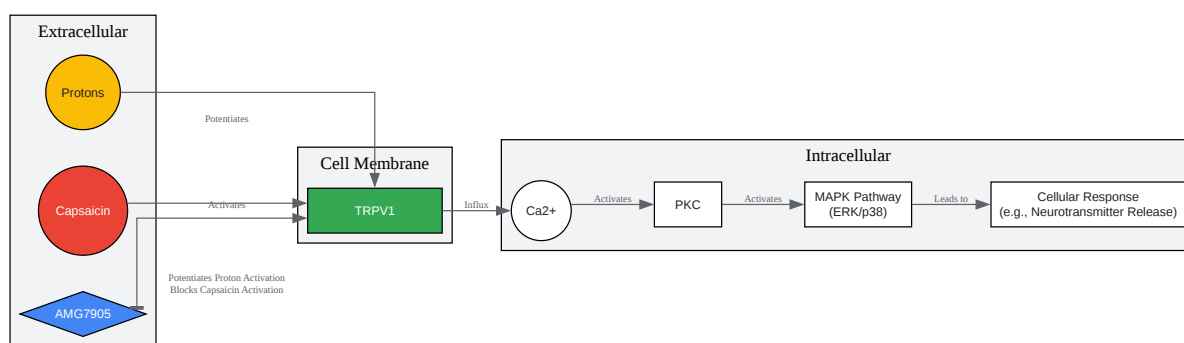 Extracellular
Protons
Potentiates
Capsaicin
Activates
AMG7905
Potentiates Proton Activation
Blocks Capsaicin Activation
Cell Membrane
TRPV1
Influx
Intracellular
Ca2+
Activates
PKC
Activates
MAPK Pathway
(ERK/p38)
Leads to
Cellular Response
(e.g., Neurotransmitter Release)